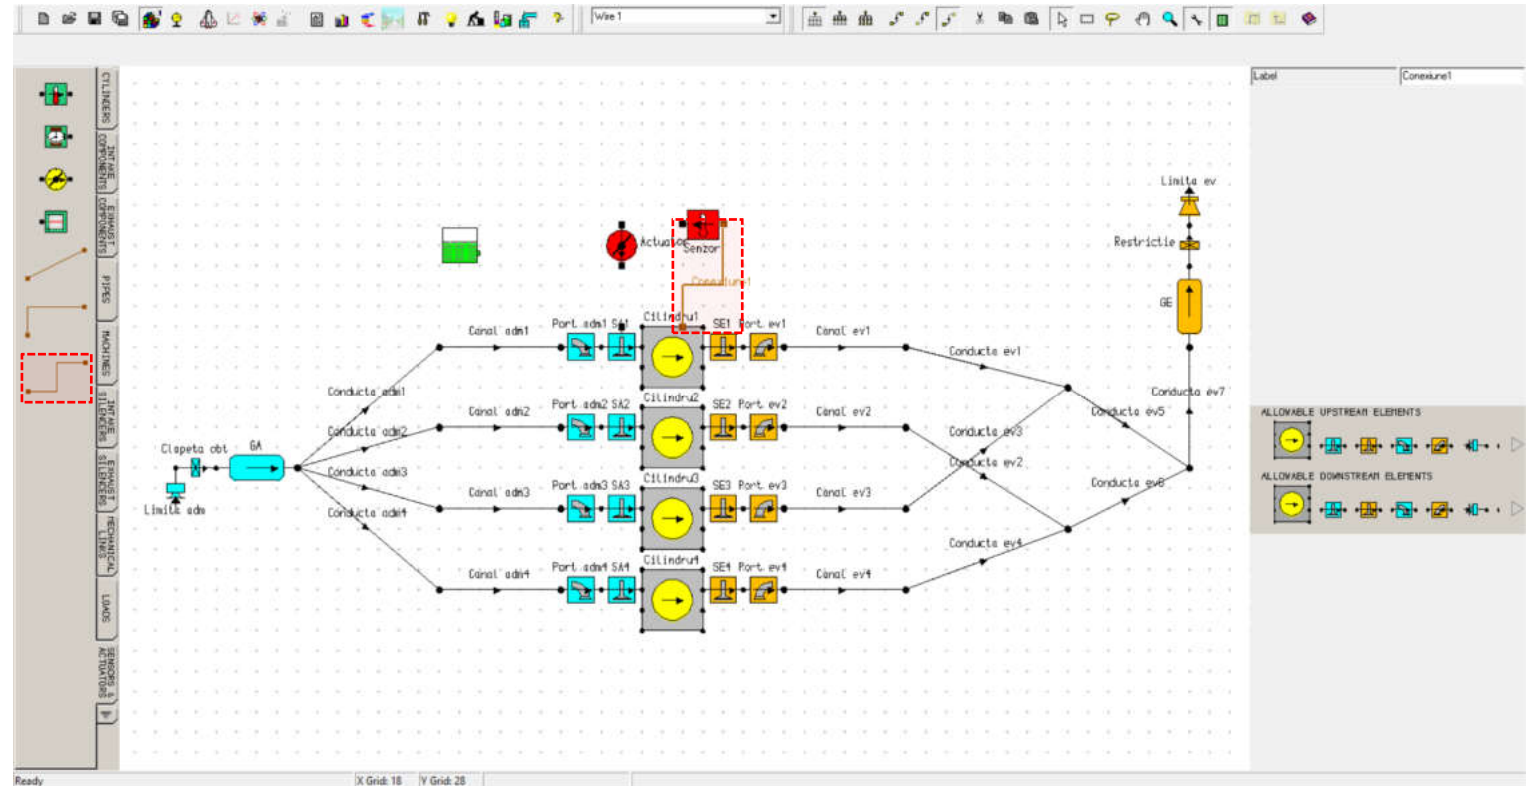 Wire 1
CYLINDERS
INTAKE COMPONENTS
EXHAUST COMPONENTS
PIPES
MACHINES
INTAKE SILENCERS
EXHAUST SILENCERS
MECHANICAL LINKS
LOADS
SENSORS & ACTUATORS
Label
Conexiune1
Limita ev
Actuator
Senzor
Restrictie
Conexiune1
GE
Canal adm1
Port adm1
SA1
Cilindru1
SE1
Port ev1
Canal ev1
Conducta ev1
Conducta adm1
Canal adm2
Port adm2
SA2
Cilindru2
SE2
Port ev2
Canal ev2
Conducta ev5
Conducta ev7
Conducta adm2
Conducta ev3
Clapeta obt
GA
Conducta adm3
Conducta ev2
Canal adm3
Port adm3
SA3
Cilindru3
SE3
Port ev3
Canal ev3
Conducta ev6
Limita adm
Conducta adm4
Conducta ev4
Canal adm4
Port adm4
SA4
Cilindru4
SE4
Port ev4
Canal ev4
ALLOWABLE UPSTREAM ELEMENTS
ALLOWABLE DOWNSTREAM ELEMENTS
Ready
X Grid: 18
Y Grid: 28